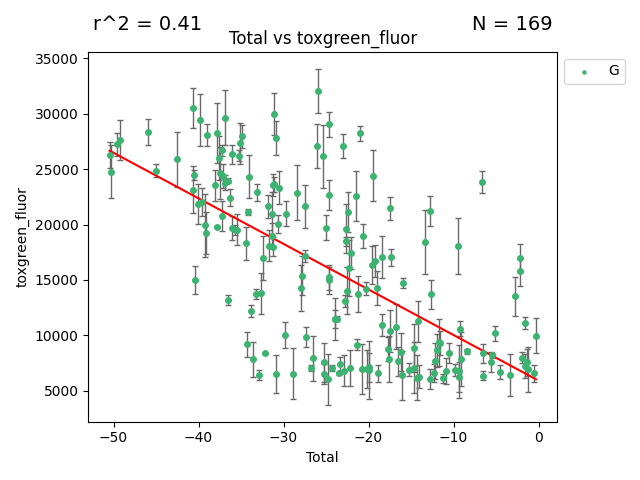 r^2 = 0.41 N = 169
Total vs toxgreen_fluor
G
35000
30000
25000
20000
15000
10000
5000
toxgreen_fluor
−50 −40 −30 −20 −10 0
Total